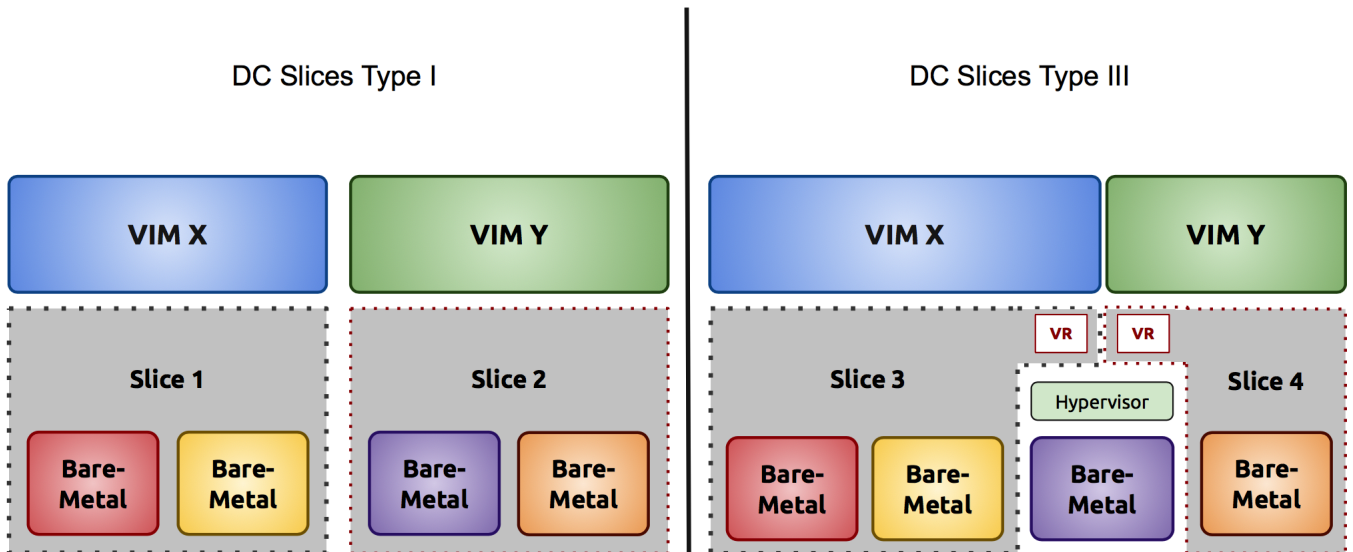 DC Slices Type I
VIM X
VIM Y
Slice 1
Slice 2
Bare-
Metal
Bare-
Metal
Bare-
Metal
Bare-
Metal
DC Slices Type III
VIM X
VIM Y
VR
VR
Slice 3
Hypervisor
Slice 4
Bare-
Metal
Bare-
Metal
Bare-
Metal
Bare-
Metal